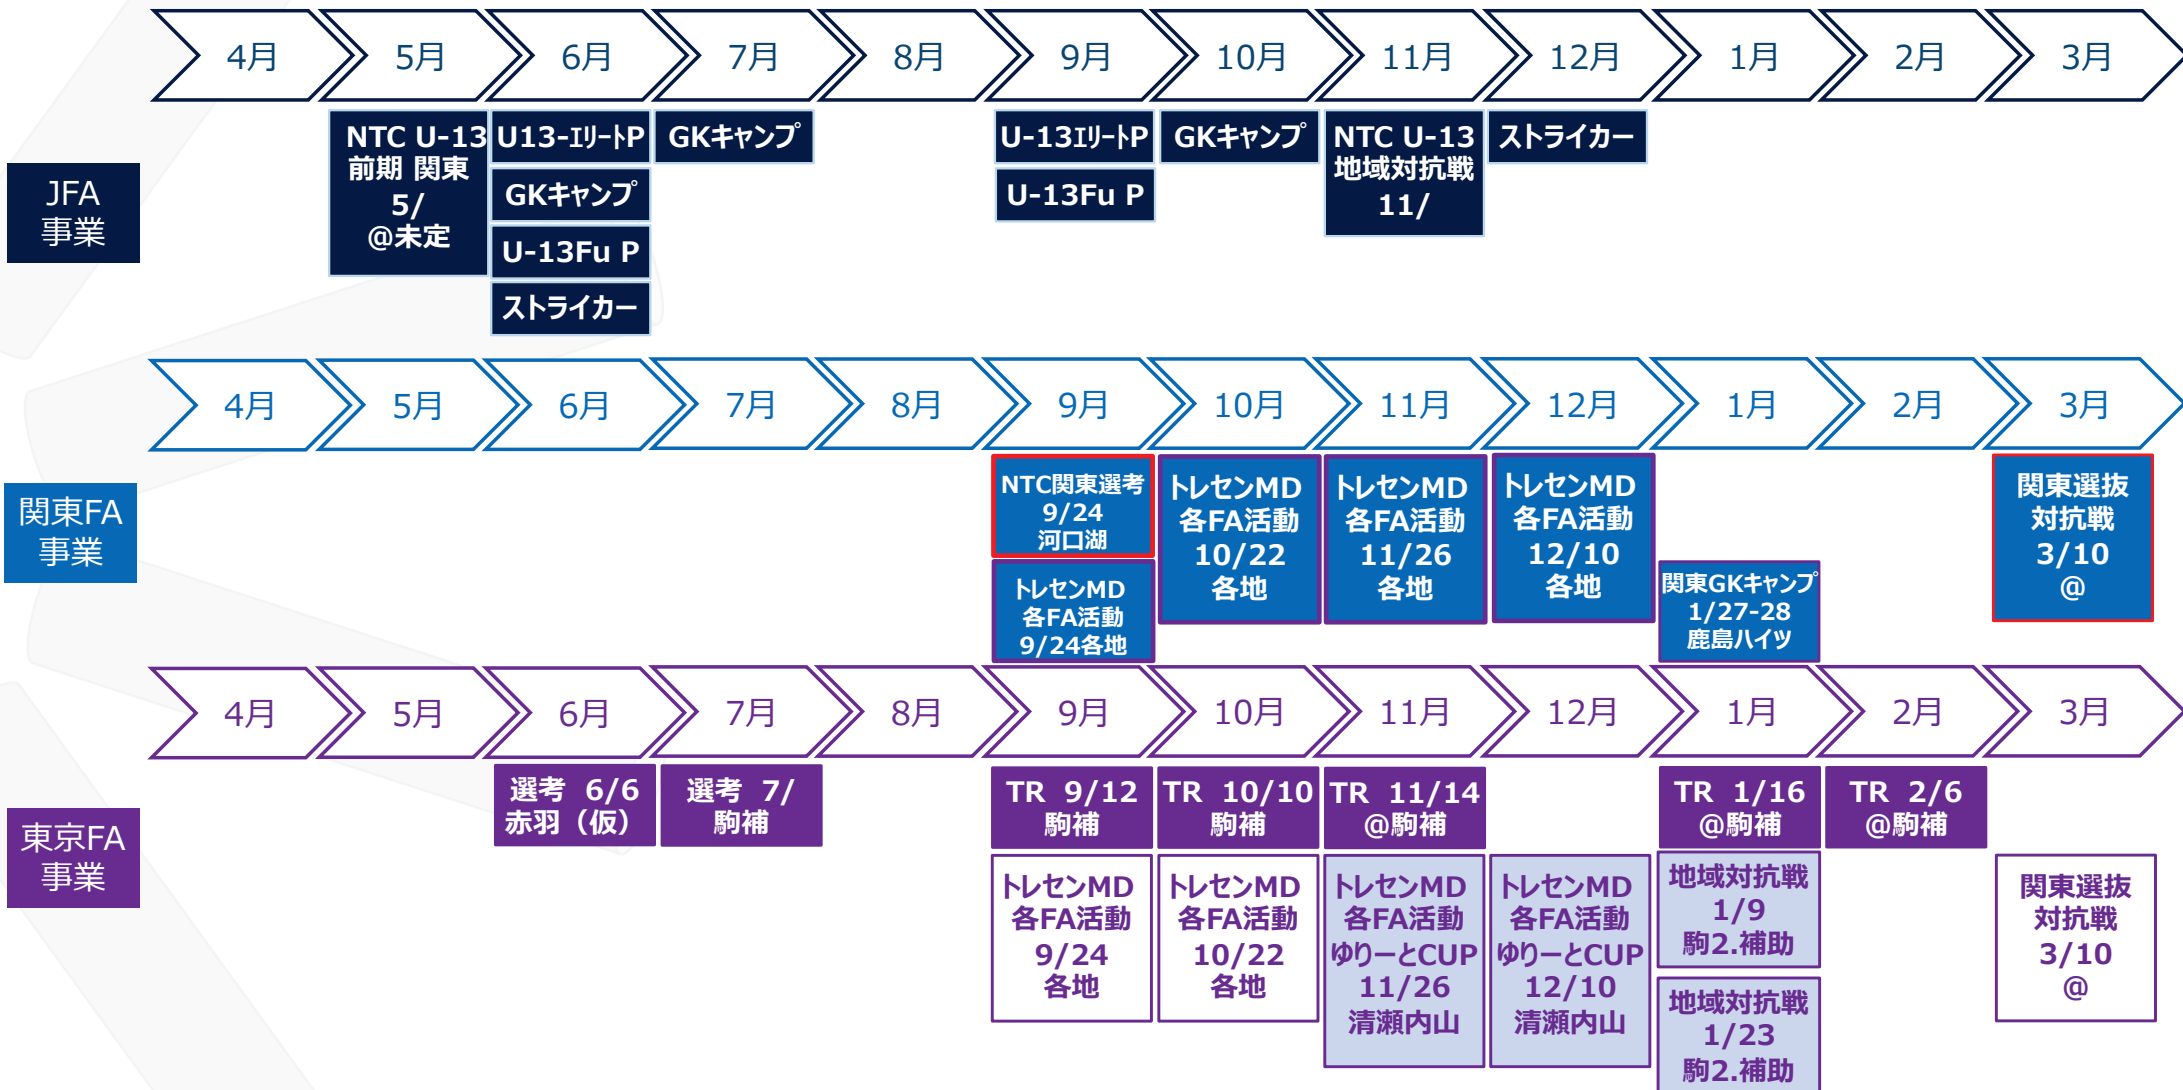 4月
5月
6月
7月
8月
9月
10月
11月
12月
1月
2月
3月
JFA
事業
NTC U-13
前期 関東
5/
@未定
U13-エリートP
GKキャンプ
U-13Fu P
ストライカー
GKキャンプ
U-13エリートP
U-13Fu P
GKキャンプ
NTC U-13
地域対抗戦
11/
ストライカー
4月
5月
6月
7月
8月
9月
10月
11月
12月
1月
2月
3月
関東FA
事業
NTC関東選考
9/24
河口湖
トレセンMD
各FA活動
9/24各地
トレセンMD
各FA活動
10/22
各地
トレセンMD
各FA活動
11/26
各地
トレセンMD
各FA活動
12/10
各地
関東GKキャンプ
1/27-28
鹿島ハイツ
関東選抜
対抗戦
3/10
@
4月
5月
6月
7月
8月
9月
10月
11月
12月
1月
2月
3月
東京FA
事業
選考 6/6
赤羽（仮）
選考 7/
駒補
TR 9/12
駒補
トレセンMD
各FA活動
9/24
各地
TR 10/10
駒補
トレセンMD
各FA活動
10/22
各地
TR 11/14
@駒補
トレセンMD
各FA活動
ゆりーとCUP
11/26
清瀬内山
トレセンMD
各FA活動
ゆりーとCUP
12/10
清瀬内山
TR 1/16
@駒補
地域対抗戦
1/9
駒2.補助
地域対抗戦
1/23
駒2.補助
TR 2/6
@駒補
関東選抜
対抗戦
3/10
@